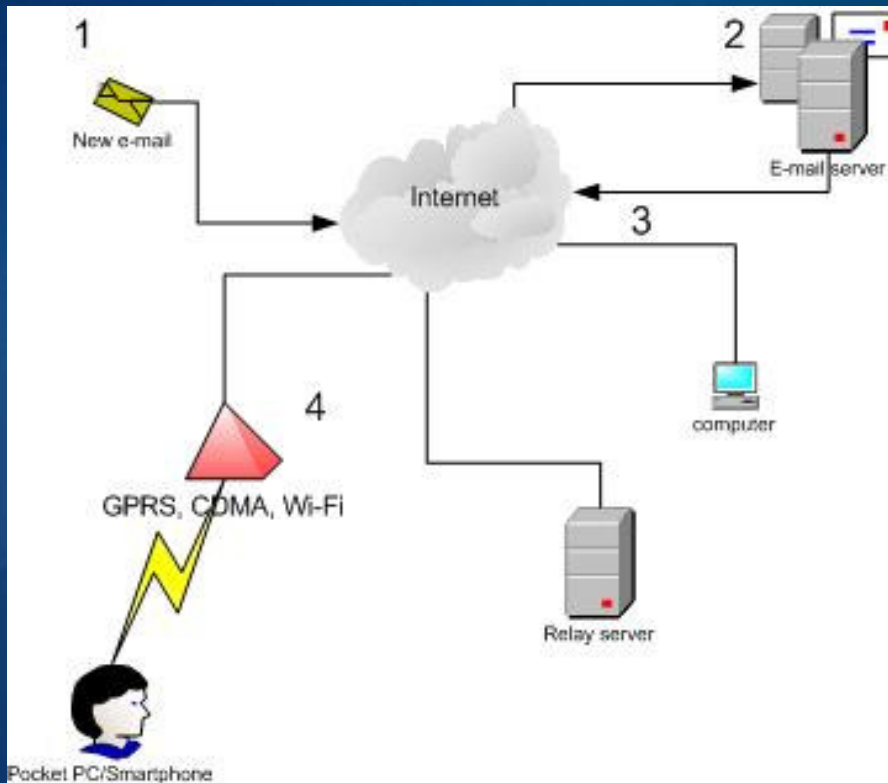 1
New e-mail
2
E-mail server
Internet
3
computer
4
GPRS, CDMA, Wi-Fi
Relay server
Pocket PC/Smartphone